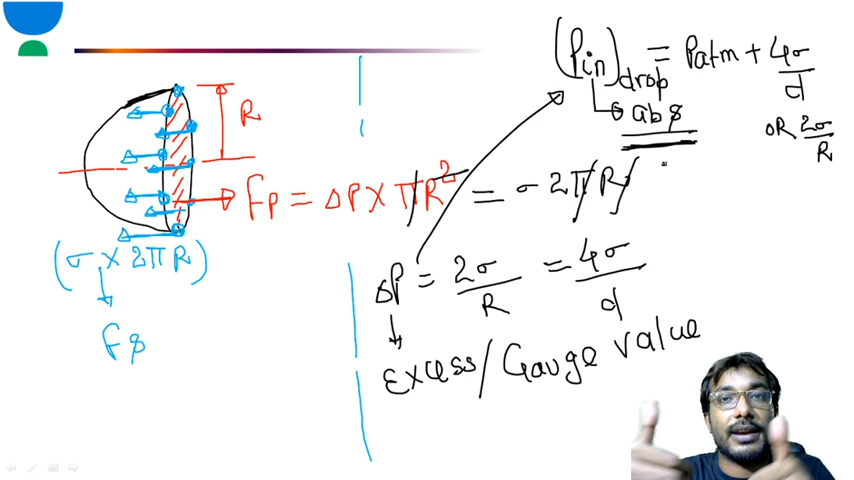 (Pin)drop = Patm + 4σ/d
abs
OR 2σ/R
R
Fp = ΔP × πR² = σ 2πR
(σ × 2πR)
Fs
ΔP = 2σ/R = 4σ/d
Excess/Gauge value